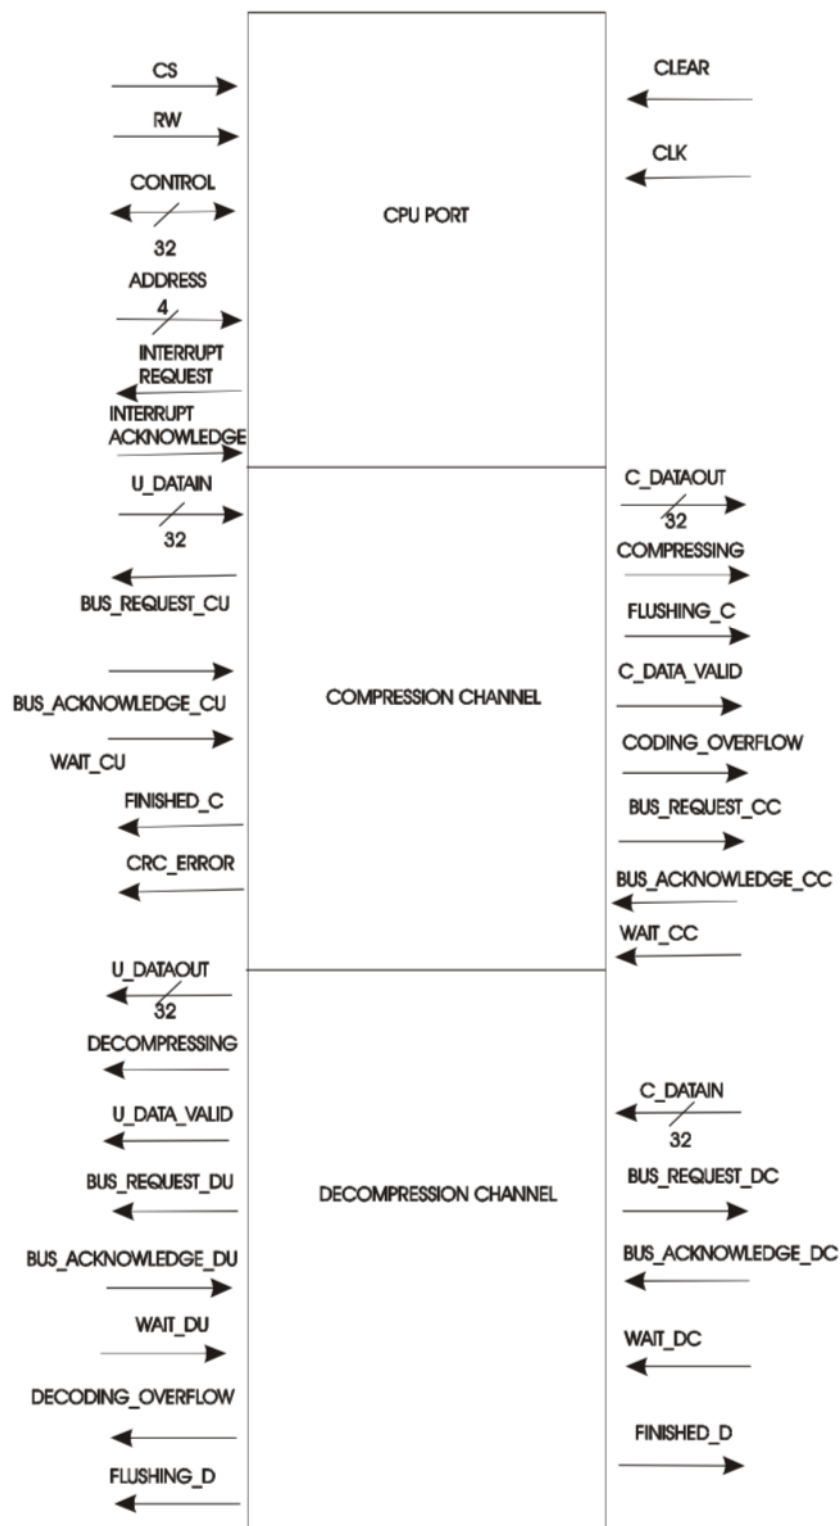 CS
CLEAR
RW
CLK
CONTROL
32
CPU PORT
ADDRESS
4
INTERRUPT
REQUEST
INTERRUPT
ACKNOWLEDGE
U_DATAIN
32
C_DATAOUT
32
COMPRESSING
BUS_REQUEST_CU
FLUSHING_C
C_DATA_VALID
BUS_ACKNOWLEDGE_CU
COMPRESSION CHANNEL
WAIT_CU
CODING_OVERFLOW
FINISHED_C
BUS_REQUEST_CC
CRC_ERROR
BUS_ACKNOWLEDGE_CC
WAIT_CC
U_DATAOUT
32
DECOMPRESSING
C_DATAIN
32
U_DATA_VALID
BUS_REQUEST_DU
DECOMPRESSION CHANNEL
BUS_REQUEST_DC
BUS_ACKNOWLEDGE_DU
BUS_ACKNOWLEDGE_DC
WAIT_DU
WAIT_DC
DECODING_OVERFLOW
FINISHED_D
FLUSHING_D